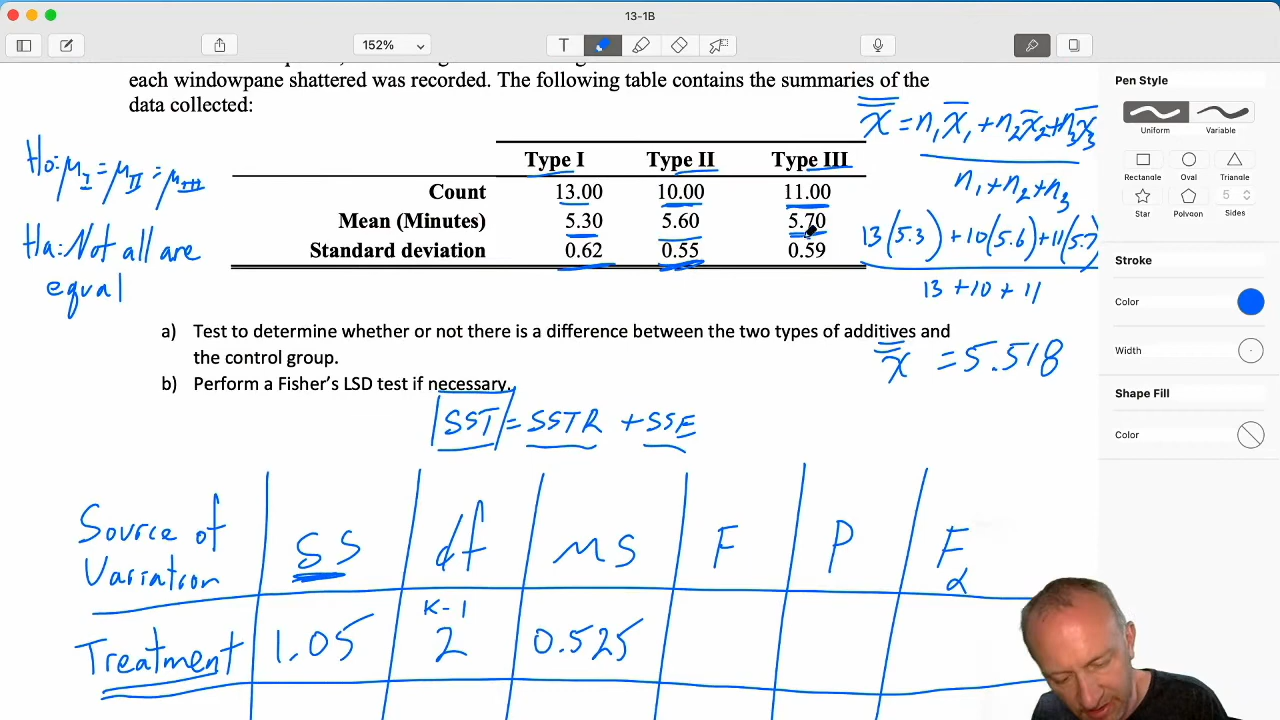 13-1B
152%
T
each windowpane shattered was recorded. The following table contains the summaries of the
data collected:
Type I Type II Type III
Count 13.00 10.00 11.00
Mean (Minutes) 5.30 5.60 5.70
Standard deviation 0.62 0.55 0.59
Ho: μI = μII = μIII
Ha: Not all are
equal
x̿ = n₁x̄₁ + n₂x̄₂ + n₃x̄₃
n₁ + n₂ + n₃
13(5.3) + 10(5.6) + 11(5.7)
13 + 10 + 11
x̿ = 5.518
a) Test to determine whether or not there is a difference between the two types of additives and
the control group.
b) Perform a Fisher's LSD test if necessary.
SST = SSTR + SSE
Source of
Variation SS df MS F P Fα
K-1
Treatment 1.05 2 0.525
Pen Style
Uniform Variable
Rectangle Oval Triangle
5
Star Polygon Sides
Stroke
Color
Width
Shape Fill
Color